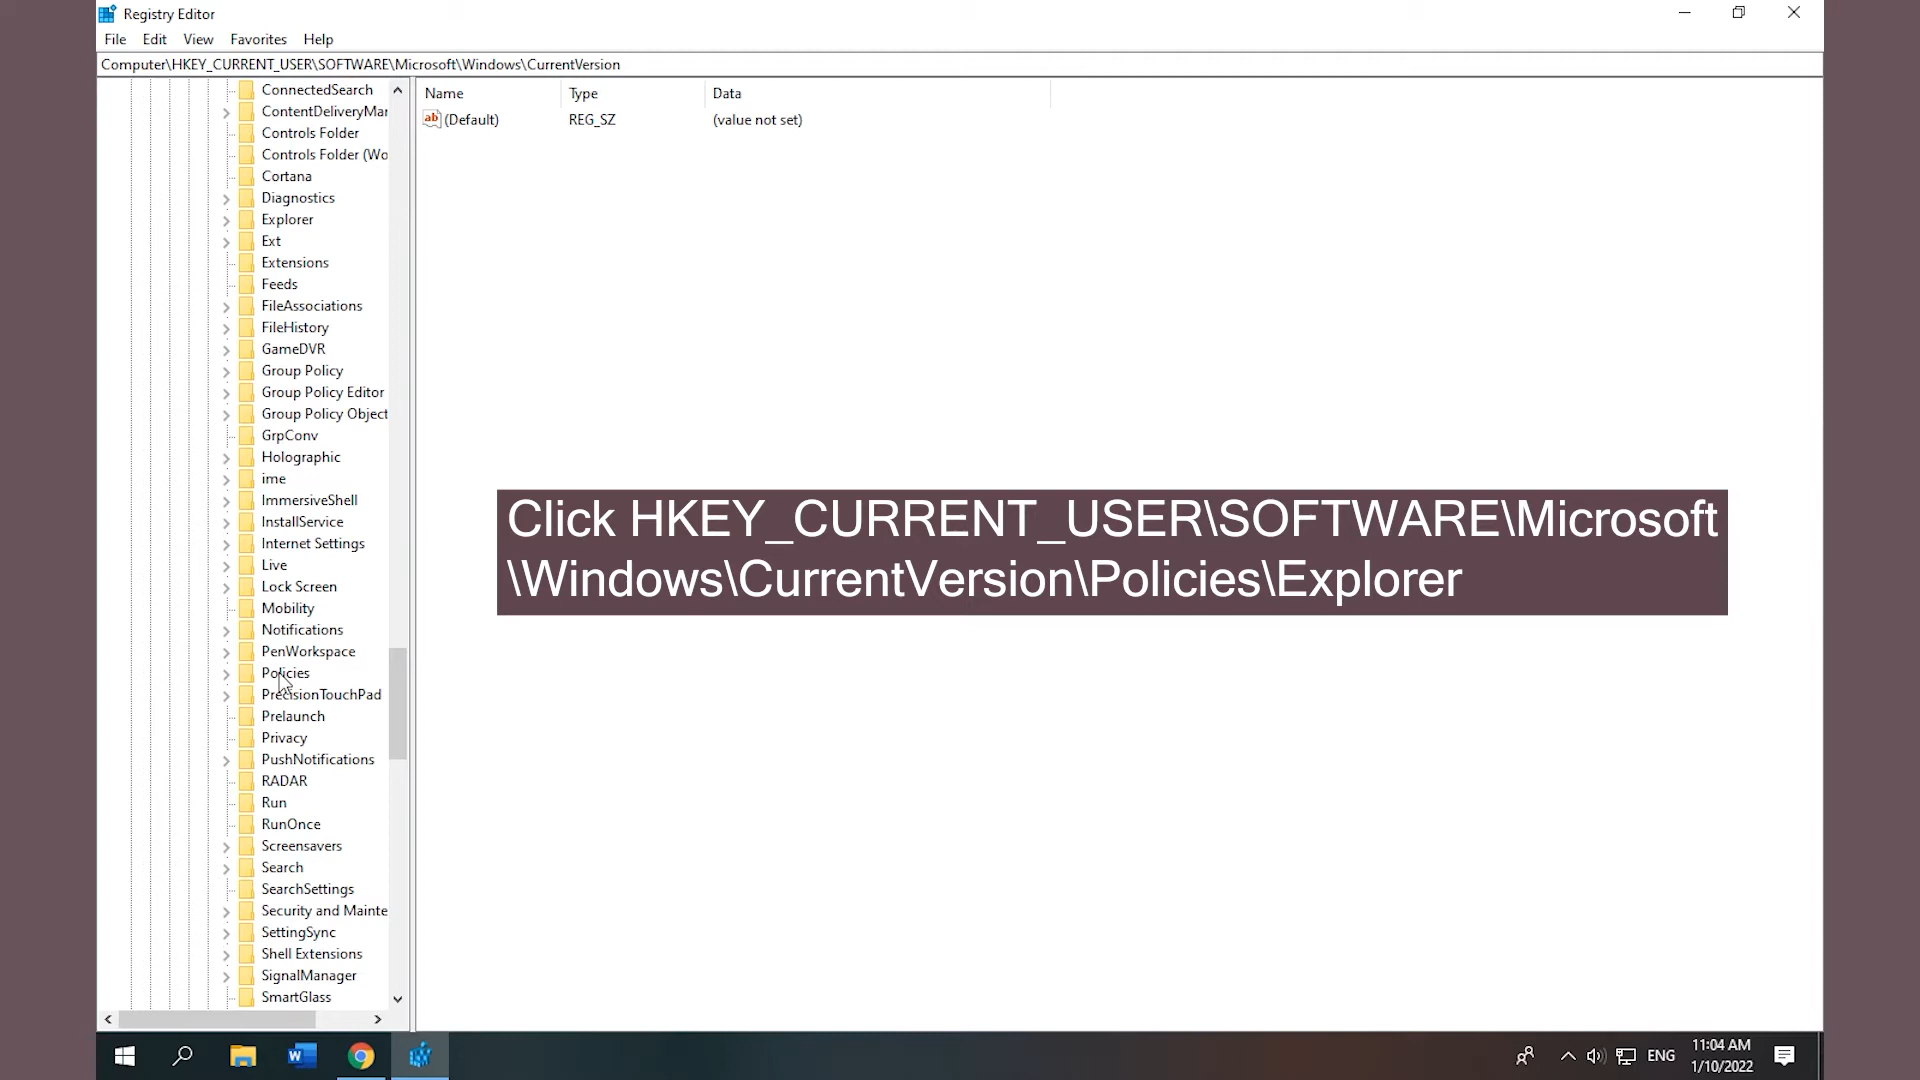 Registry Editor
File Edit View Favorites Help
Computer\HKEY_CURRENT_USER\SOFTWARE\Microsoft\Windows\CurrentVersion
Name Type Data
(Default) REG_SZ (value not set)
ConnectedSearch
ContentDeliveryMar
Controls Folder
Controls Folder (Wo
Cortana
Diagnostics
Explorer
Ext
Extensions
Feeds
FileAssociations
FileHistory
GameDVR
Group Policy
Group Policy Editor
Group Policy Object
GrpConv
Holographic
ime
ImmersiveShell
InstallService
Internet Settings
Live
Lock Screen
Mobility
Notifications
PenWorkspace
Policies
PrecisionTouchPad
Prelaunch
Privacy
PushNotifications
RADAR
Run
RunOnce
Screensavers
Search
SearchSettings
Security and Mainte
SettingSync
Shell Extensions
SignalManager
SmartGlass
Click HKEY_CURRENT_USER\SOFTWARE\Microsoft
\Windows\CurrentVersion\Policies\Explorer
ENG
11:04 AM
1/10/2022